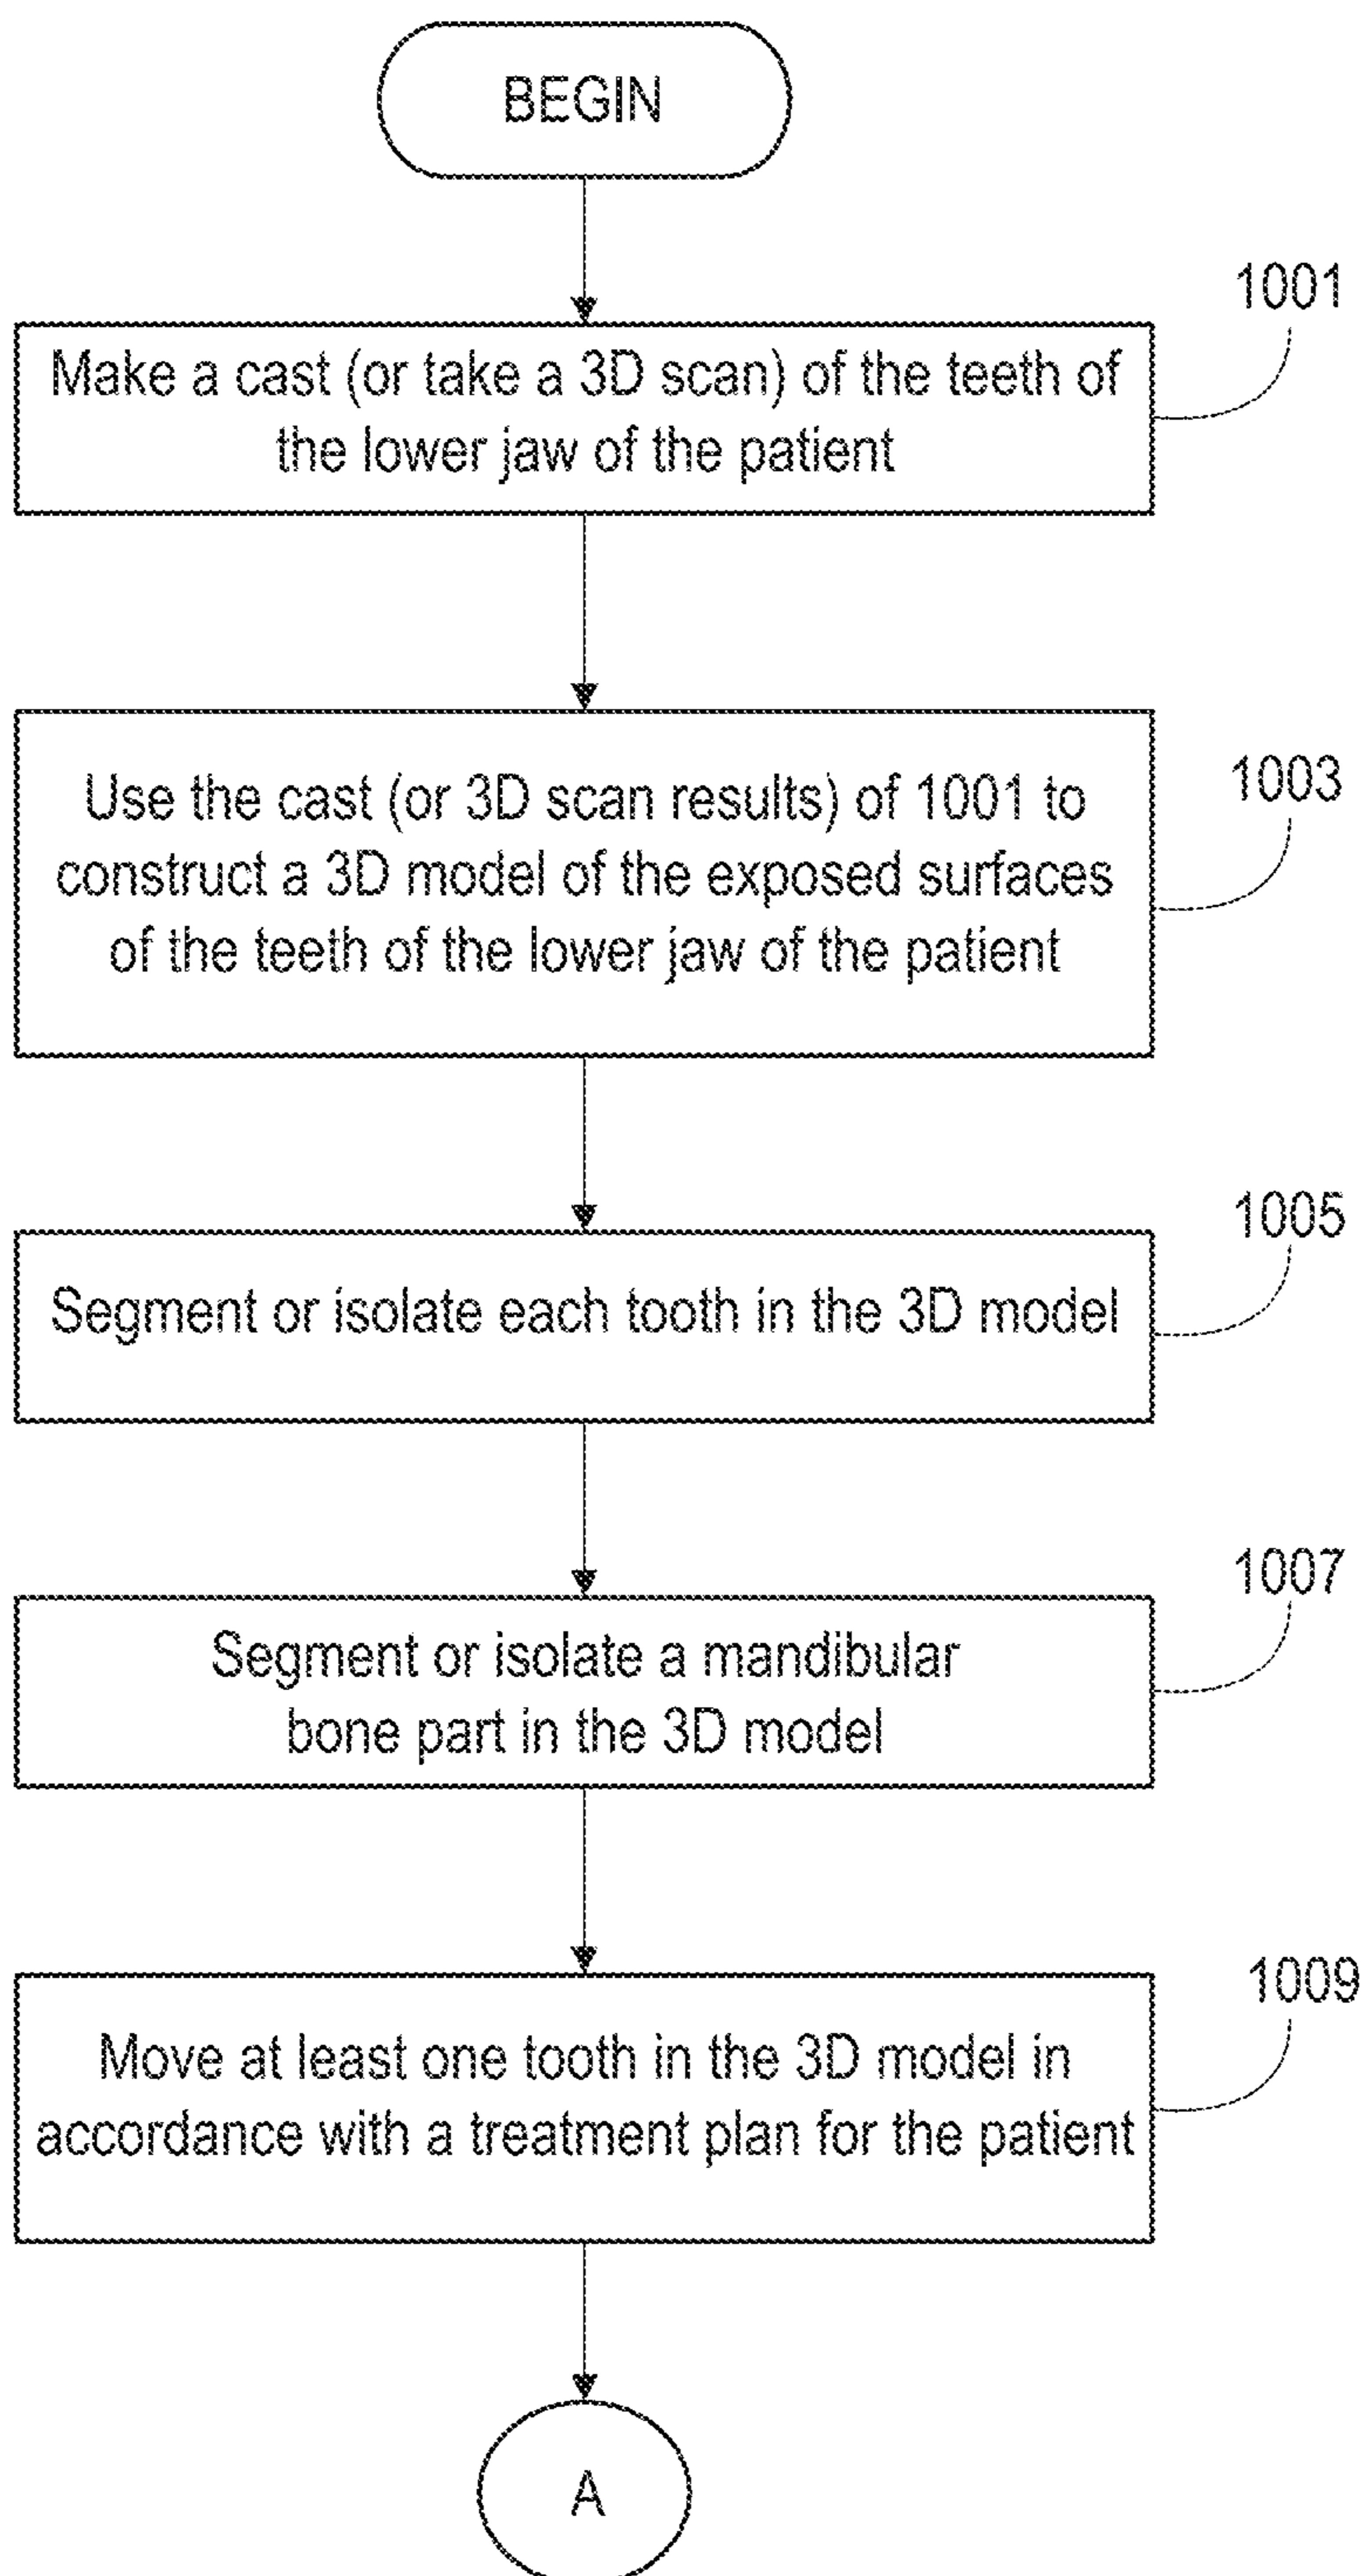 BEGIN
1001
Make a cast (or take a 3D scan) of the teeth of
the lower jaw of the patient
1003
Use the cast (or 3D scan results) of 1001 to
construct a 3D model of the exposed surfaces
of the teeth of the lower jaw of the patient
1005
Segment or isolate each tooth in the 3D model
1007
Segment or isolate a mandibular
bone part in the 3D model
1009
Move at least one tooth in the 3D model in
accordance with a treatment plan for the patient
A